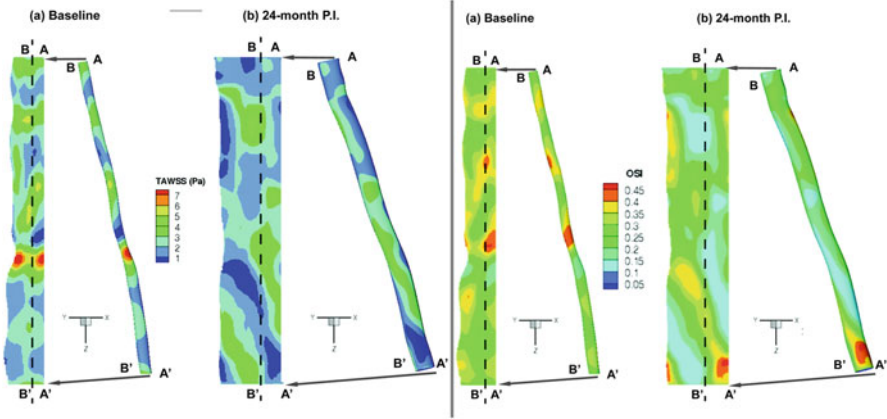 (a) Baseline
(b) 24-month P.I.
B A
A
B
B A
A
B
TAWSS (Pa)
7
6
5
4
3
2
1
Y X
Z
Y X
Z
B' A'
B' A'
B' A'
B' A'
(a) Baseline
(b) 24-month P.I.
B A
A
B
B A
A
B
OSI
0.45
0.4
0.35
0.3
0.25
0.2
0.15
0.1
0.05
Y X
Z
Y X
Z
B' A'
B' A'
B' A'
B' A'